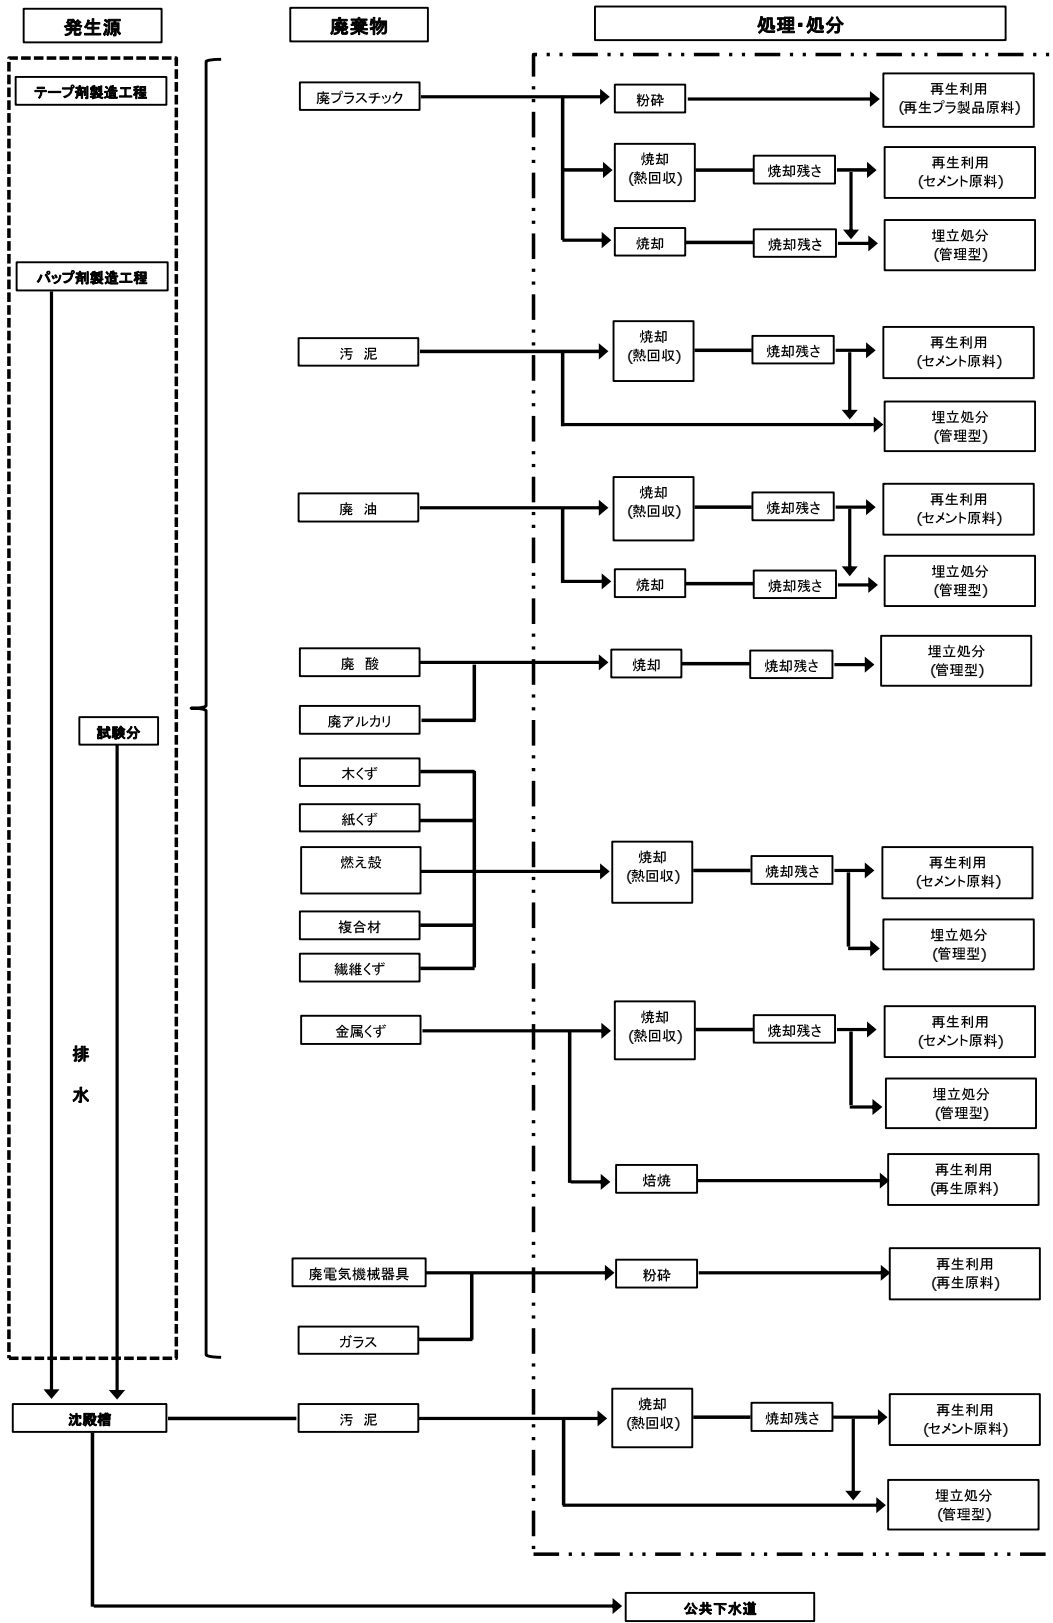 発生源
廃棄物
処理・処分
テープ剤製造工程
廃プラスチック
粉砕
再生利用
(再生プラ製品原料)
焼却
(熱回収)
焼却残さ
再生利用
(セメント原料)
焼却
焼却残さ
埋立処分
(管理型)
パップ剤製造工程
汚 泥
焼却
(熱回収)
焼却残さ
再生利用
(セメント原料)
埋立処分
(管理型)
廃 油
焼却
(熱回収)
焼却残さ
再生利用
(セメント原料)
焼却
焼却残さ
埋立処分
(管理型)
廃 酸
焼却
焼却残さ
埋立処分
(管理型)
廃アルカリ
試験分
木くず
紙くず
燃え殻
焼却
(熱回収)
焼却残さ
再生利用
(セメント原料)
複合材
埋立処分
(管理型)
繊維くず
金属くず
焼却
(熱回収)
焼却残さ
再生利用
(セメント原料)
排
水
埋立処分
(管理型)
焙焼
再生利用
(再生原料)
廃電気機械器具
粉砕
再生利用
(再生原料)
ガラス
沈殿槽
汚 泥
焼却
(熱回収)
焼却残さ
再生利用
(セメント原料)
埋立処分
(管理型)
公共下水道